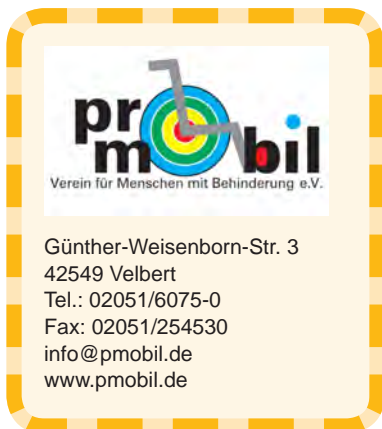 pro
mobil
Verein für Menschen mit Behinderung e.V.
Günther-Weisenborn-Str. 3
42549 Velbert
Tel.: 02051/6075-0
Fax: 02051/254530
info@pmobil.de
www.pmobil.de